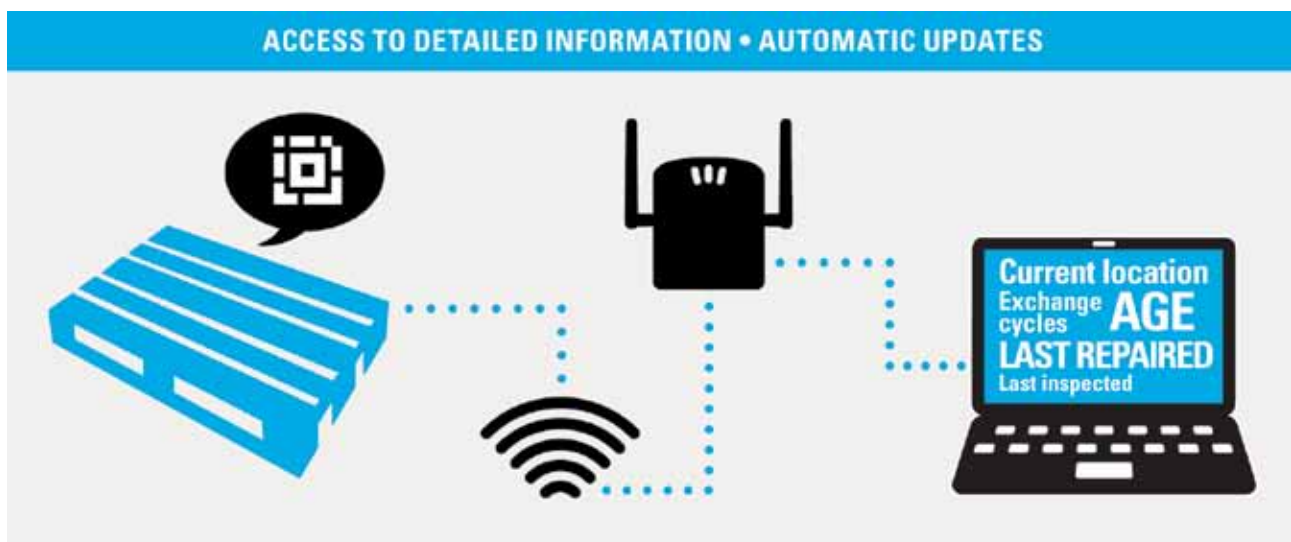 ACCESS TO DETAILED INFORMATION • AUTOMATIC UPDATES
Current location
Exchange
cycles AGE
LAST REPAIRED
Last inspected